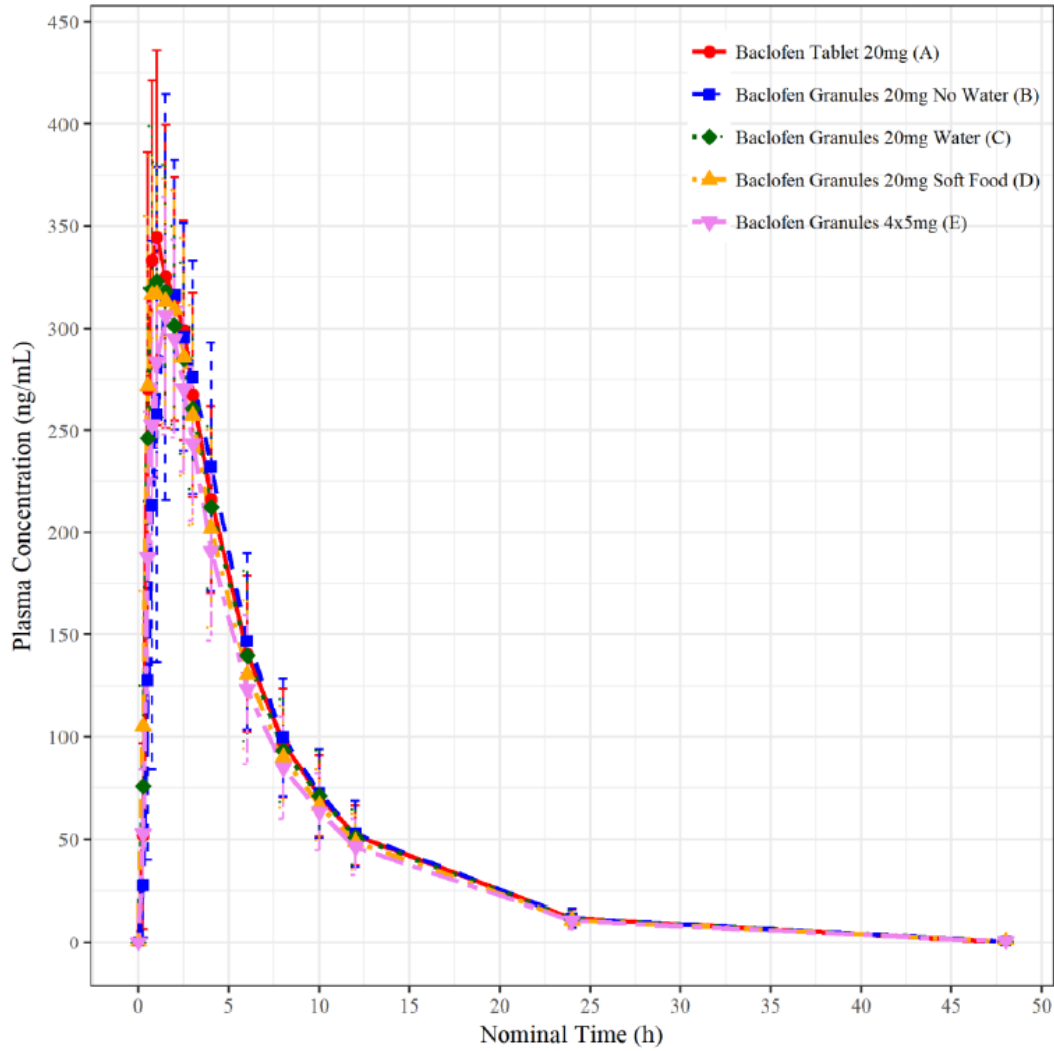 450
400
350
300
250
200
150
100
50
0
Plasma Concentration (ng/mL)
Baclofen Tablet 20mg (A)
Baclofen Granules 20mg No Water (B)
Baclofen Granules 20mg Water (C)
Baclofen Granules 20mg Soft Food (D)
Baclofen Granules 4x5mg (E)
0 5 10 15 20 25 30 35 40 45 50
Nominal Time (h)